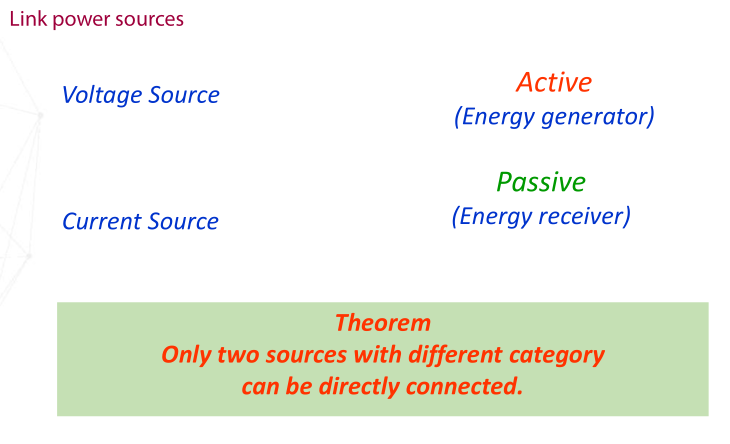 Link power sources
Voltage Source
Active
(Energy generator)
Passive
(Energy receiver)
Current Source
Theorem
Only two sources with different category
can be directly connected.